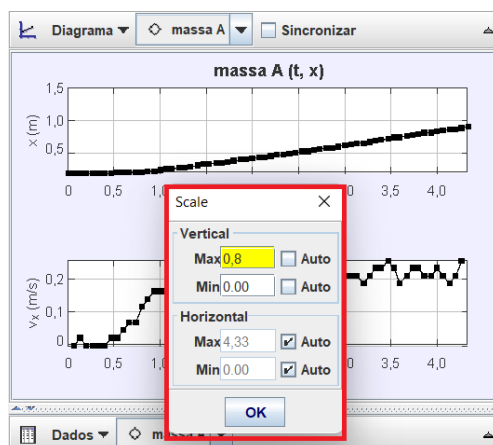 Diagrama massa A Sincronizar
massa A (t, x)
1,5
1,0
0,5
x (m)
0 0,5 1,0 3,5 4,0
Scale
Vertical
Max 0,8 Auto
Min 0.00 Auto
Horizontal
Max 4,33 Auto
Min 0.00 Auto
OK
0,2
0,1
0
vx (m/s)
0 0,5 1,0 3,5 4,0
Dados